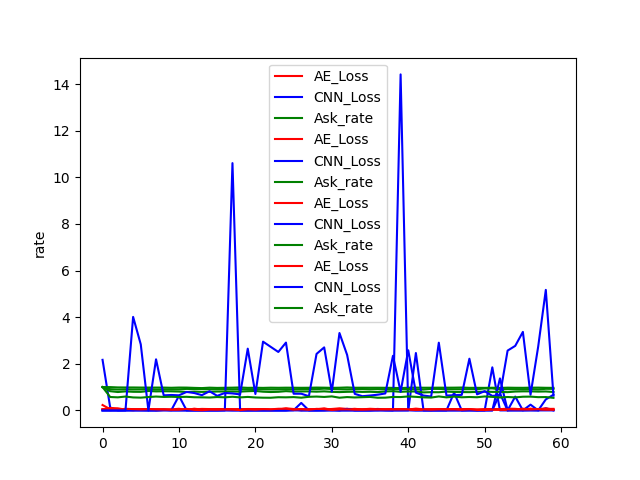 14
12
10
8
6
4
2
0
rate
AE_Loss
CNN_Loss
Ask_rate
AE_Loss
CNN_Loss
Ask_rate
AE_Loss
CNN_Loss
Ask_rate
AE_Loss
CNN_Loss
Ask_rate
0 10 20 30 40 50 60